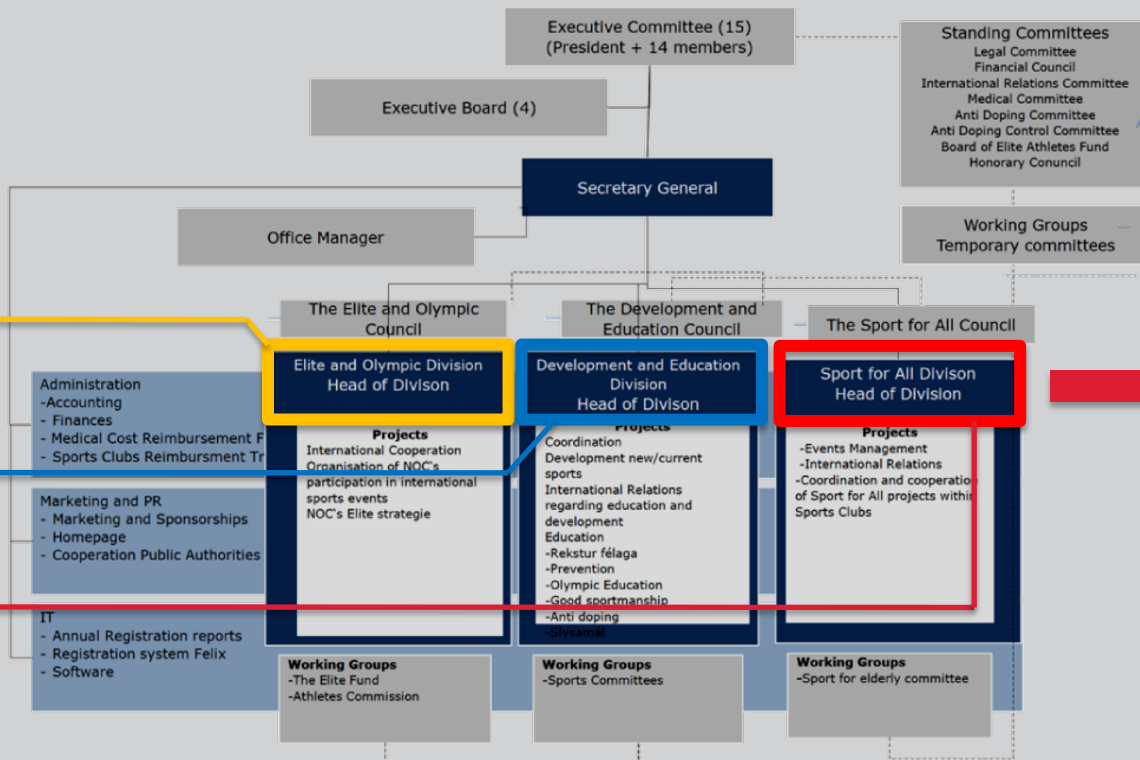 Executive Committee (15)
(President + 14 members)
Standing Committees
Legal Committee
Financial Council
International Relations Committee
Medical Committee
Anti Doping Committee
Anti Doping Control Committee
Board of Elite Athletes Fund
Honorary Conuncil
Executive Board (4)
Secretary General
Office Manager
Working Groups
Temporary committees
The Elite and Olympic
Council
The Development and
Education Council
The Sport for All Council
Elite and Olympic Division
Head of Divison
Development and Education
Division
Head of Divison
Sport for All Divison
Head of Division
Administration
-Accounting
- Finances
- Medical Cost Reimbursement F
- Sports Clubs Reimbursment Tr
Marketing and PR
- Marketing and Sponsorships
- Homepage
- Cooperation Public Authorities
IT
- Annual Registration reports
- Registration system Felix
- Software
Projects
International Cooperation
Organisation of NOC`s
participation in international
sports events
NOC`s Elite strategie
Projects
Coordination
Development new/current
sports
International Relations
regarding education and
development
Education
-Rekstur félaga
-Prevention
-Olympic Education
-Good sportmanship
-Anti doping
-Slysamál
Projects
-Events Management
-International Relations
-Coordination and cooperation
of Sport for All projects within
Sports Clubs
Working Groups
-The Elite Fund
-Athletes Commission
Working Groups
-Sports Committees
Working Groups
-Sport for elderly committee